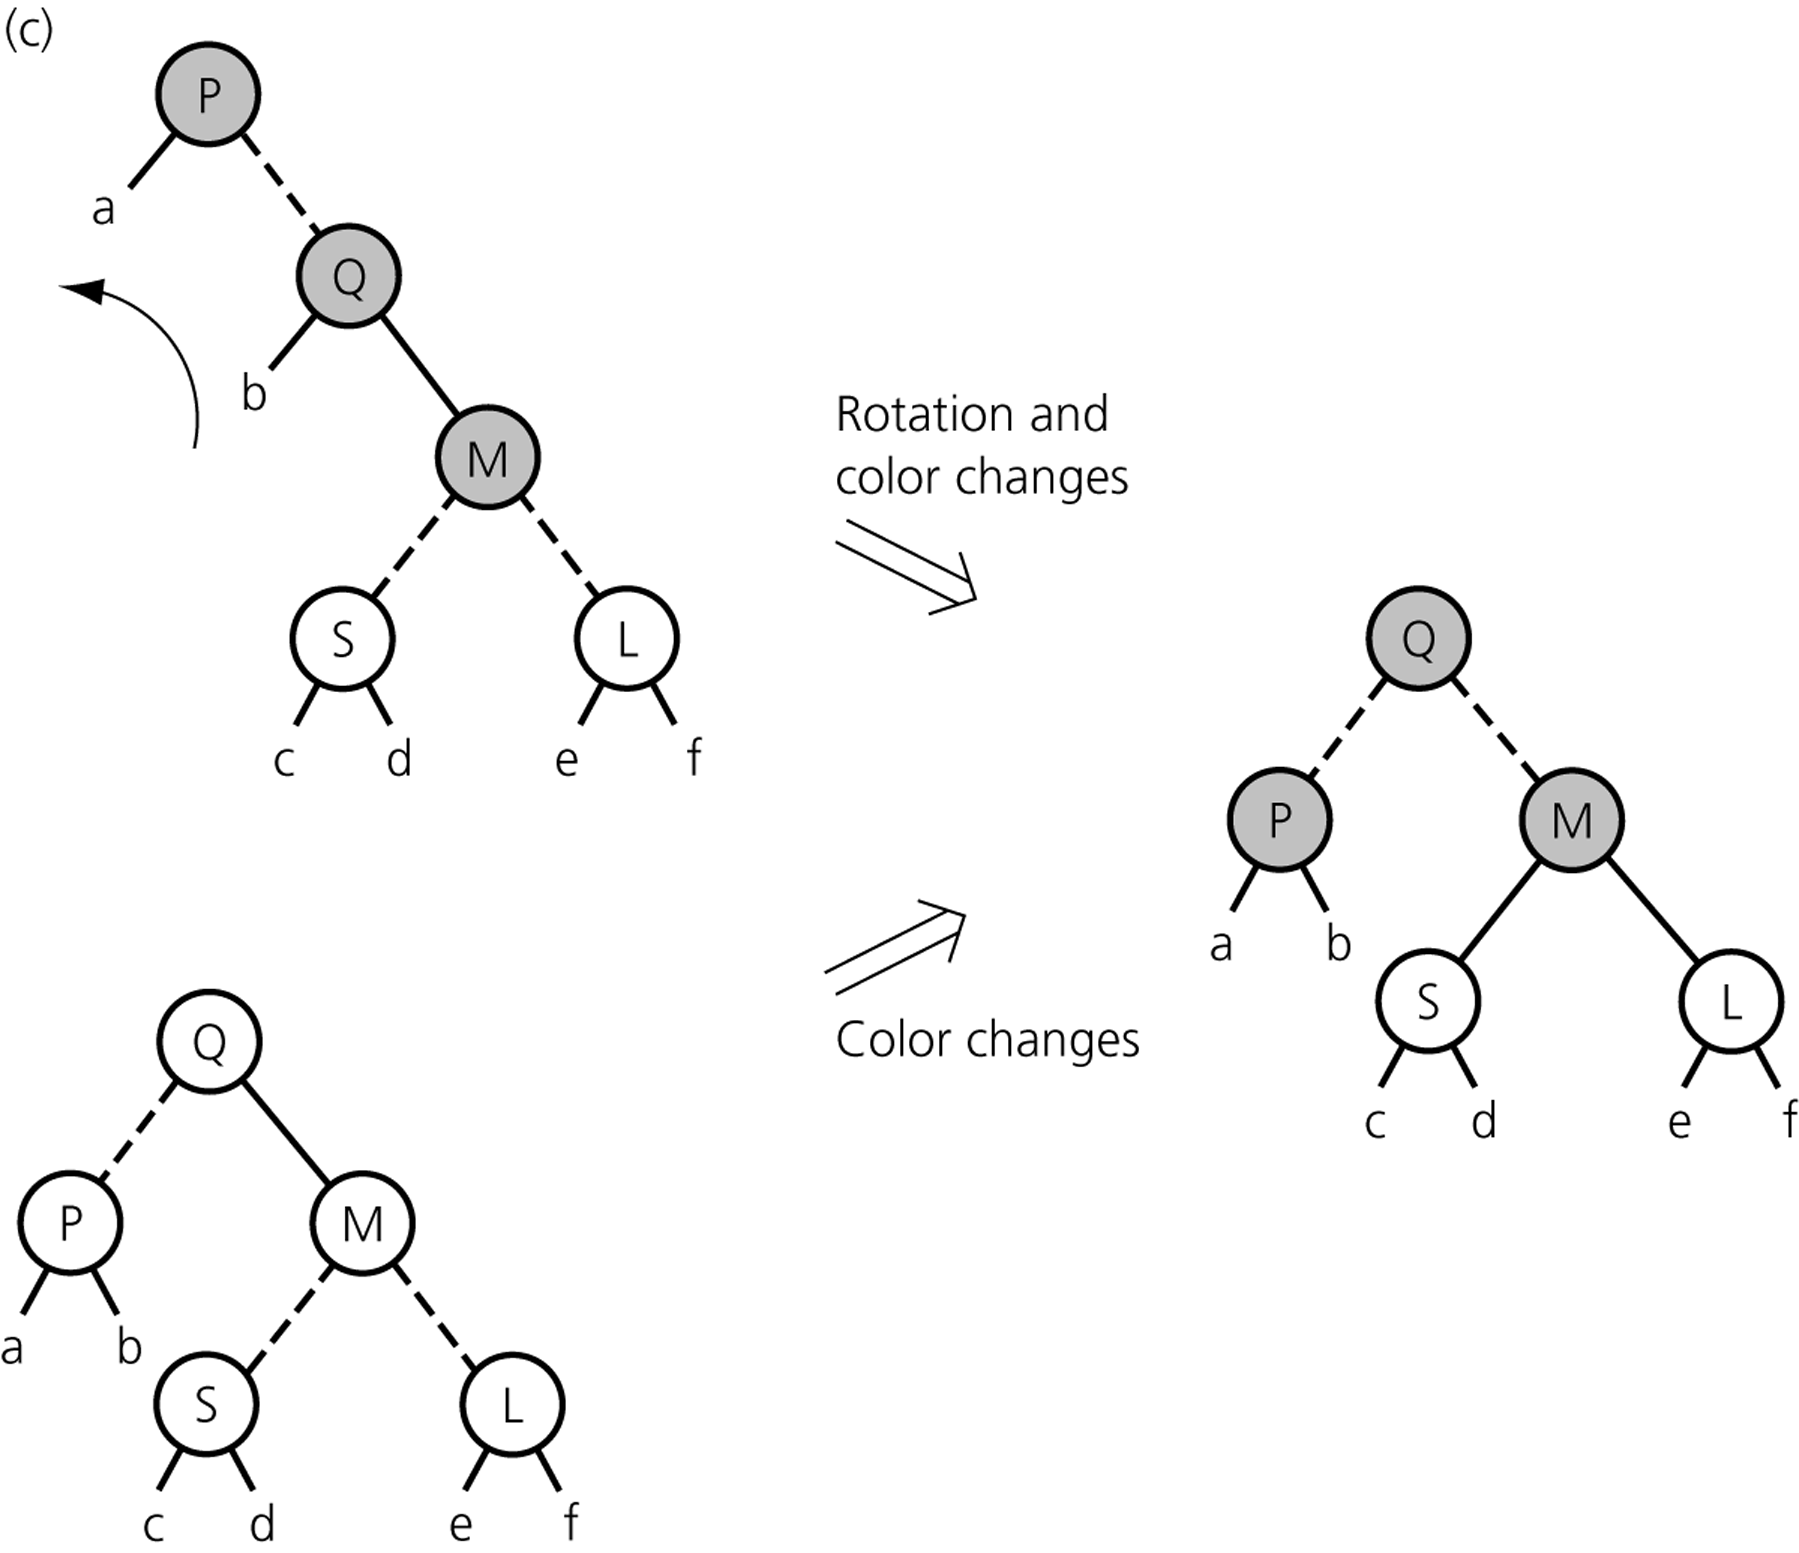 (c)
P
a
Q
b
M
S
L
c d e f
Rotation and
color changes
Q
P
M
a b
S
L
c d e f
Color changes
Q
P
M
a b
S
L
c d e f